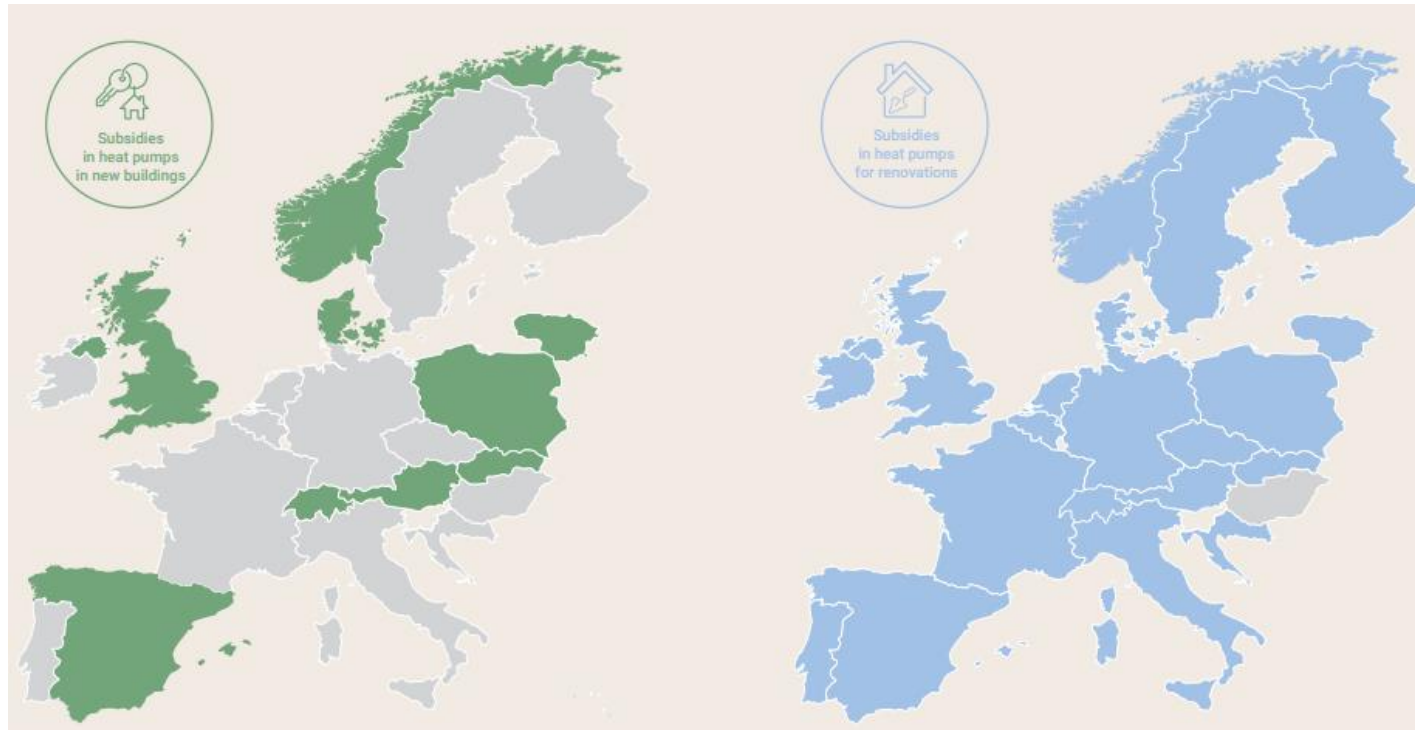 Subsidies
in heat pumps
in new buildings
Subsidies
in heat pumps
for renovations